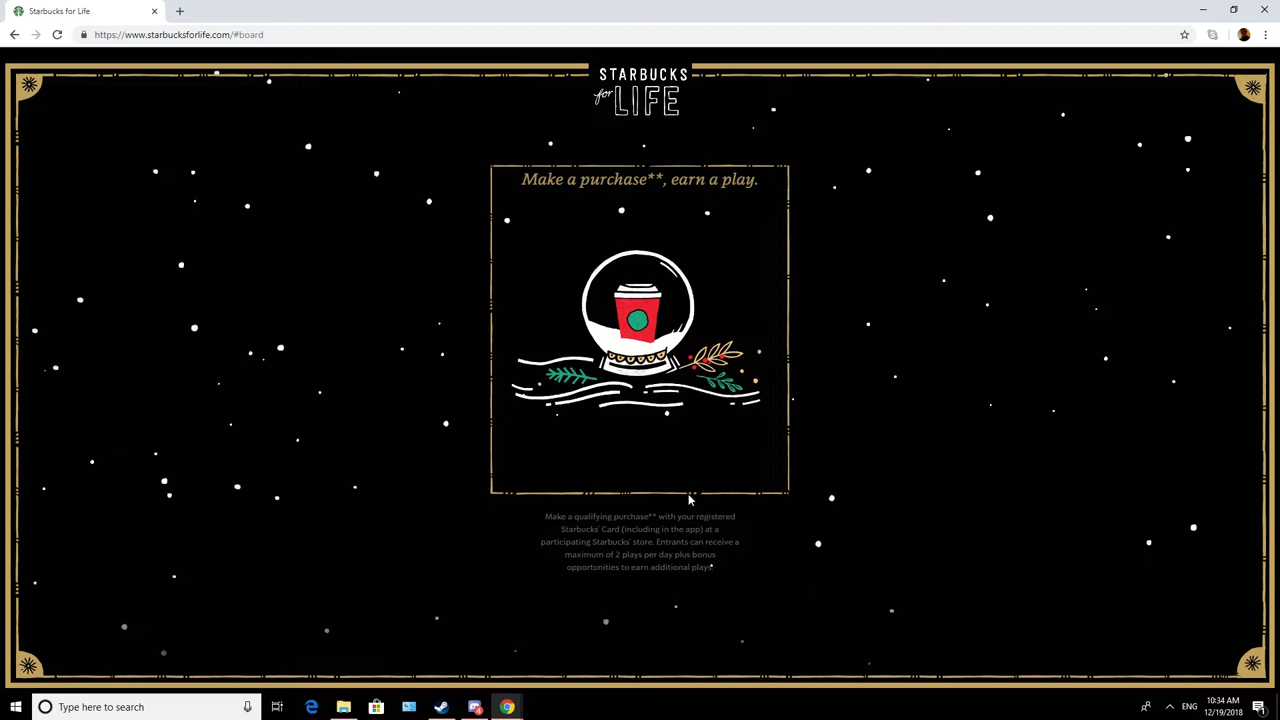 Starbucks for Life
https://www.starbucksforlife.com/#board
STARBUCKS
for LIFE
Make a purchase**, earn a play.
Make a qualifying purchase** with your registered
Starbucks® Card (including in the app) at a
participating Starbucks® store. Entrants can receive a
maximum of 2 plays per day plus bonus
opportunities to earn additional plays.
Type here to search
4
ENG
10:34 AM
12/19/2018
1